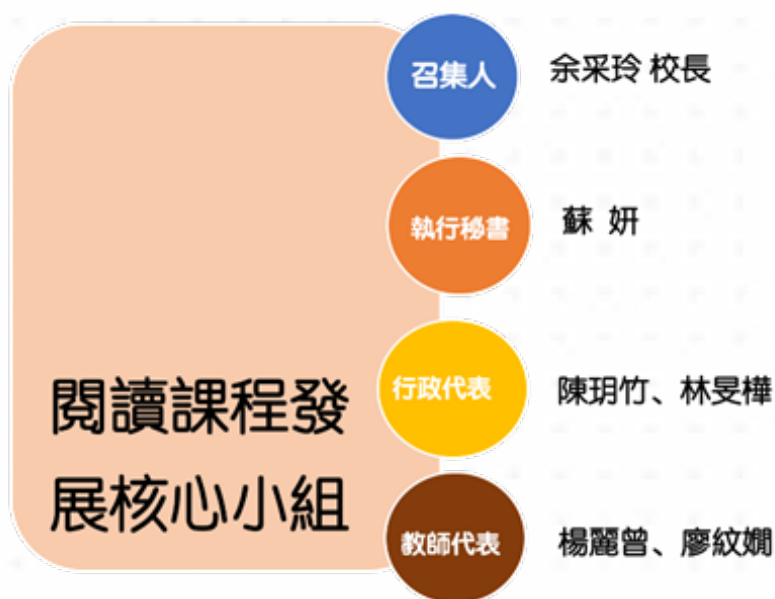 召集人
余采玲 校長
執行秘書
蘇 妍
行政代表
陳玥竹、林旻樺
教師代表
楊麗曾、廖紋嫺
閱讀課程發
展核心小組